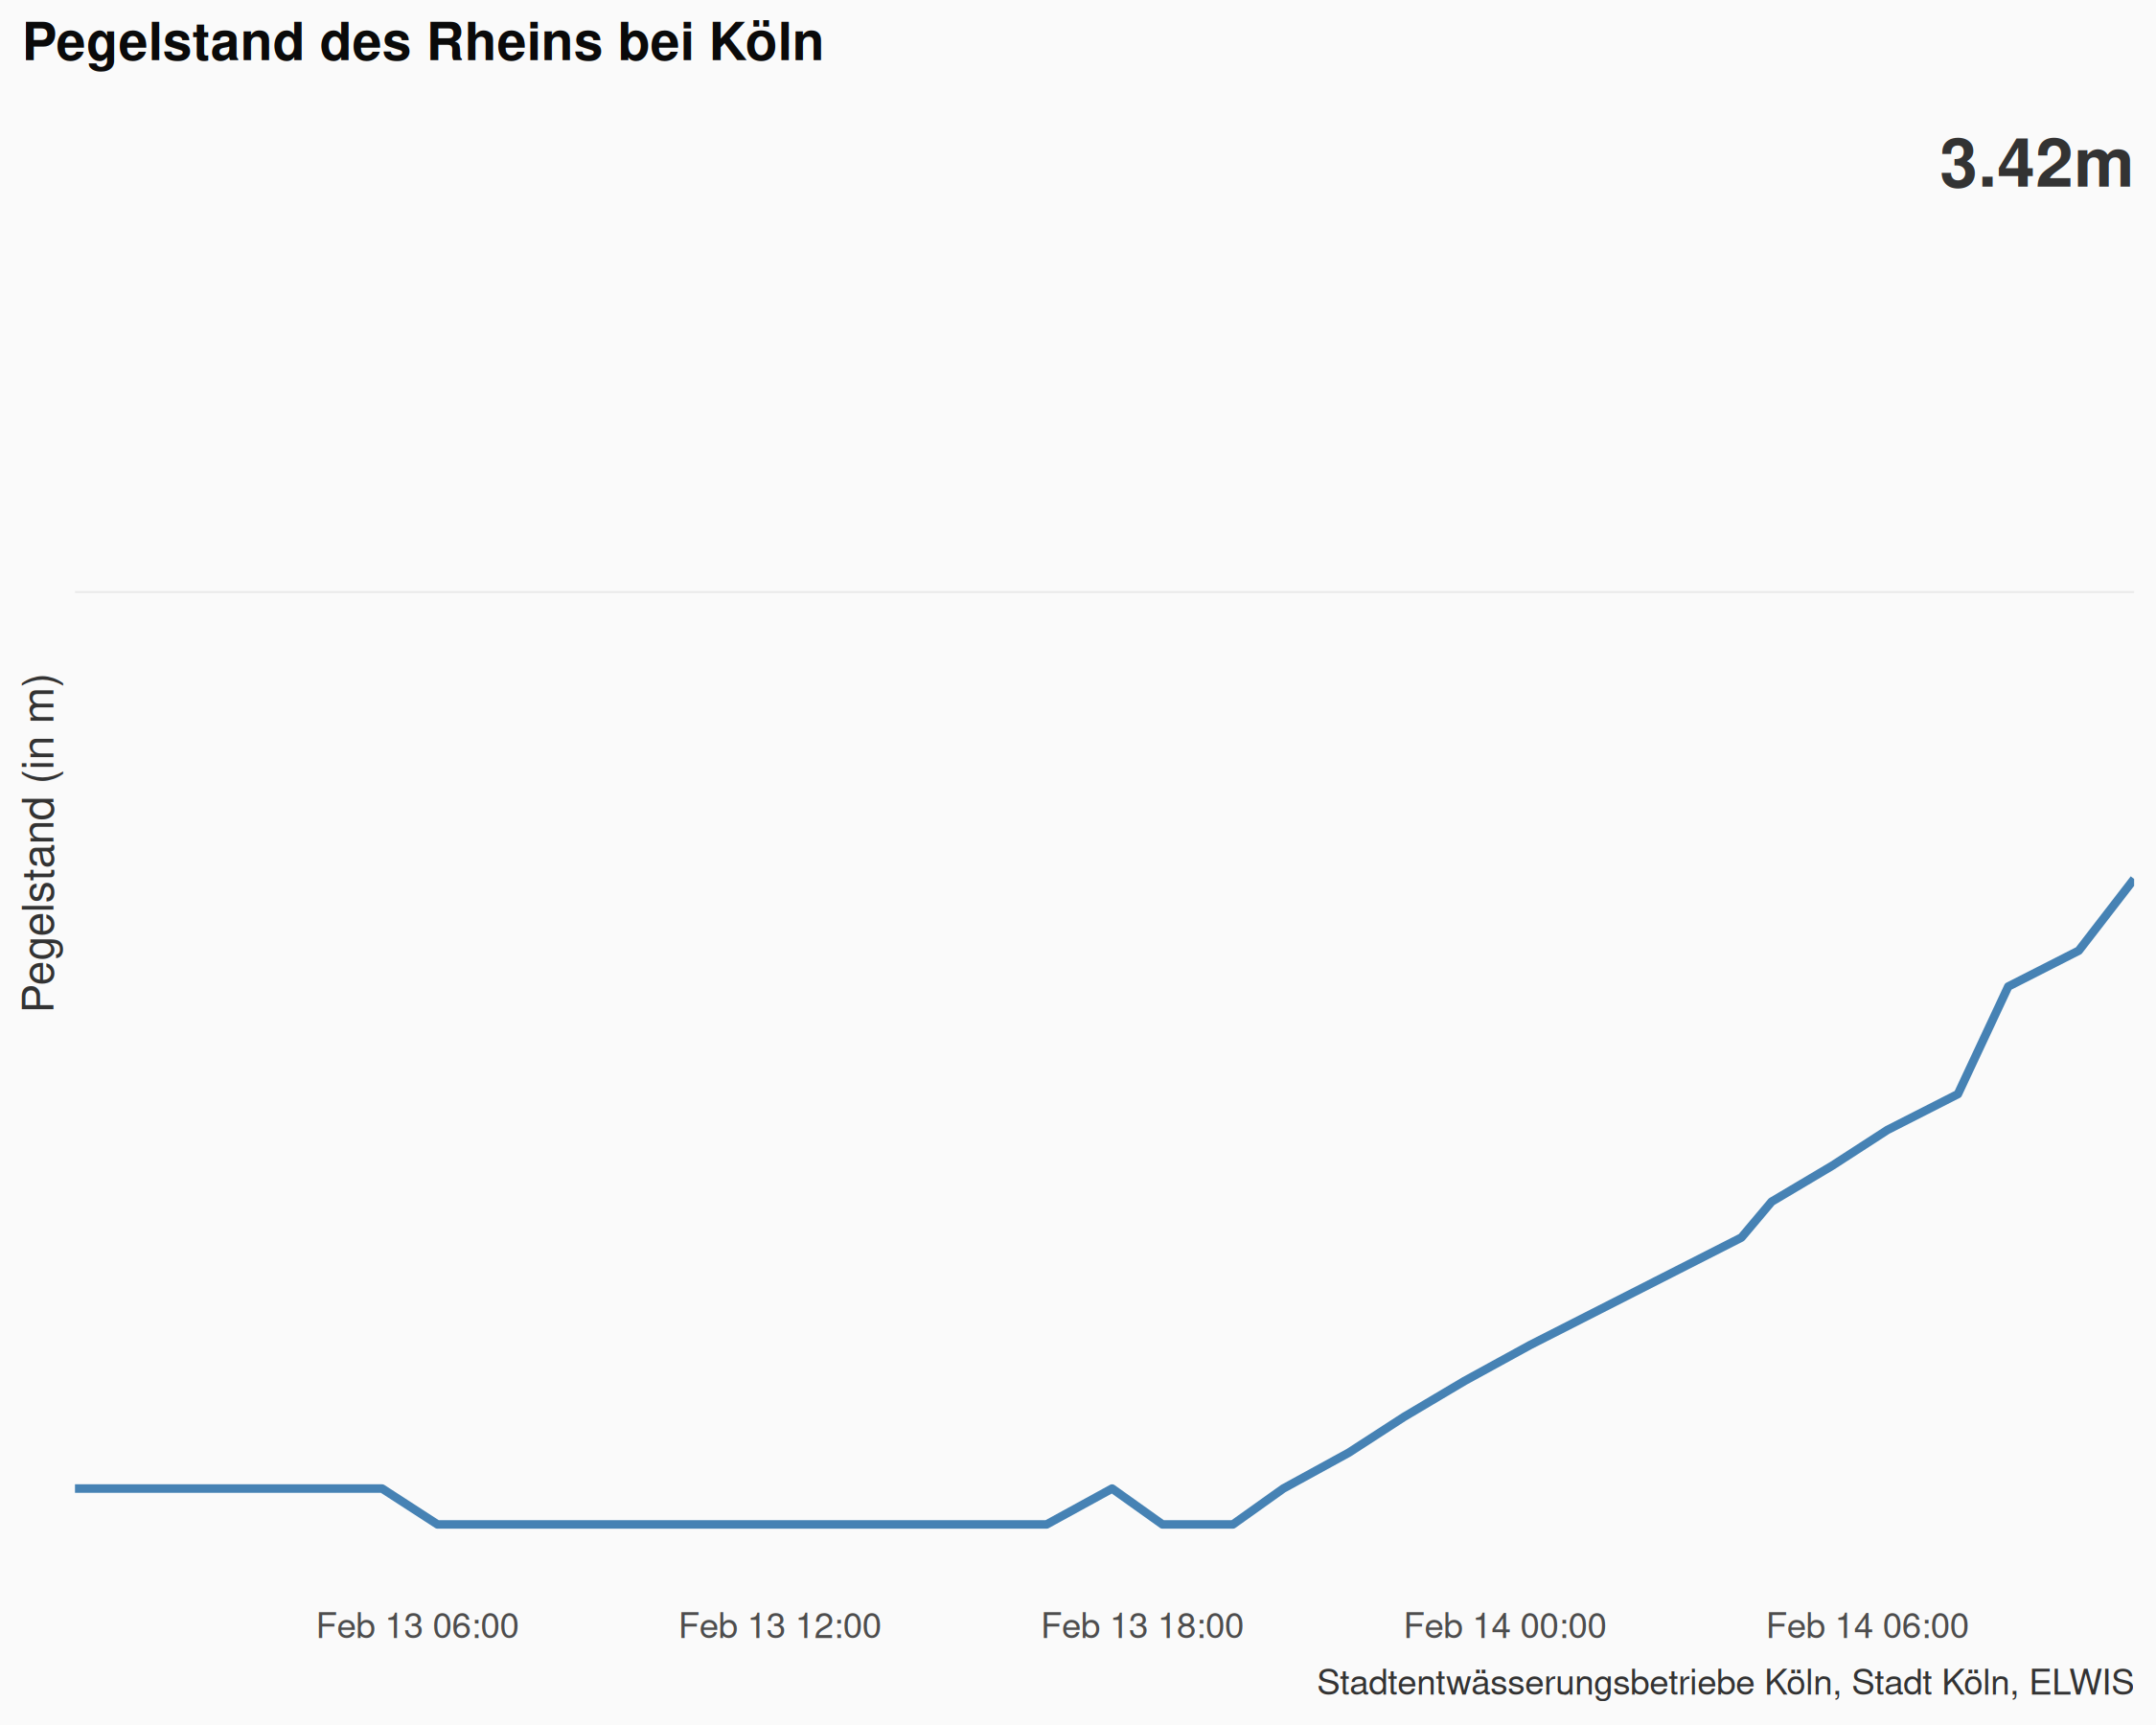 Pegelstand des Rheins bei Köln
3.42m
Pegelstand (in m)
Feb 13 06:00 Feb 13 12:00 Feb 13 18:00 Feb 14 00:00 Feb 14 06:00
Stadtentwässerungsbetriebe Köln, Stadt Köln, ELWIS